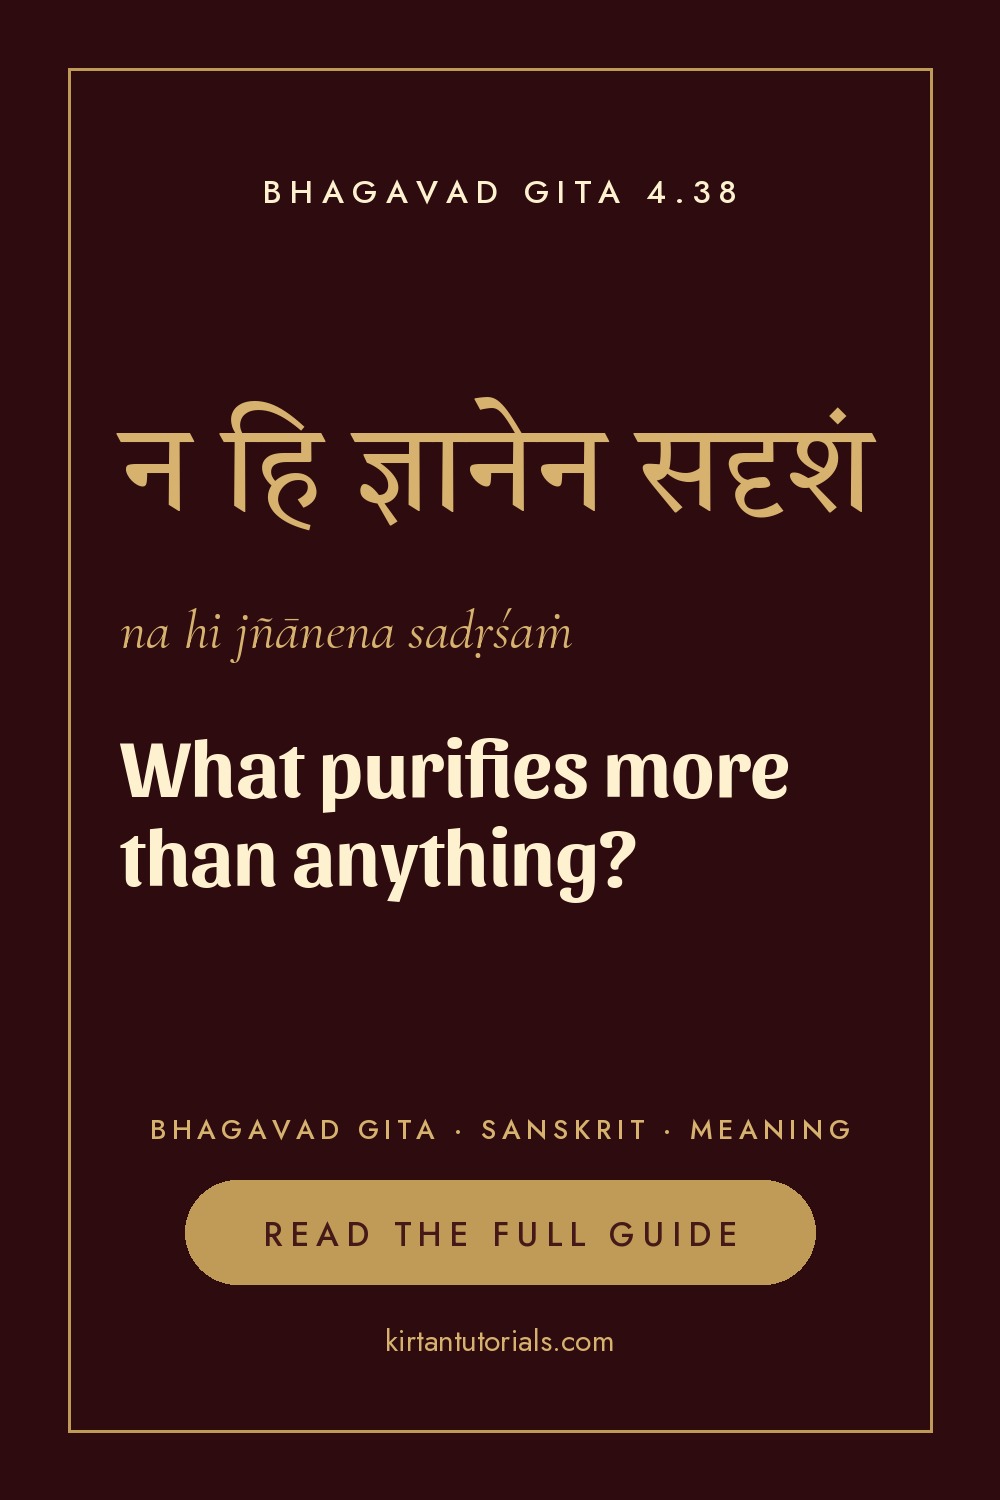 BHAGAVAD GITA 4.38
न हि ज्ञानेन सदृशं
na hi jñānena sadṛśaṁ
What purifies more
than anything?
BHAGAVAD GITA · SANSKRIT · MEANING
READ THE FULL GUIDE
kirtantutorials.com